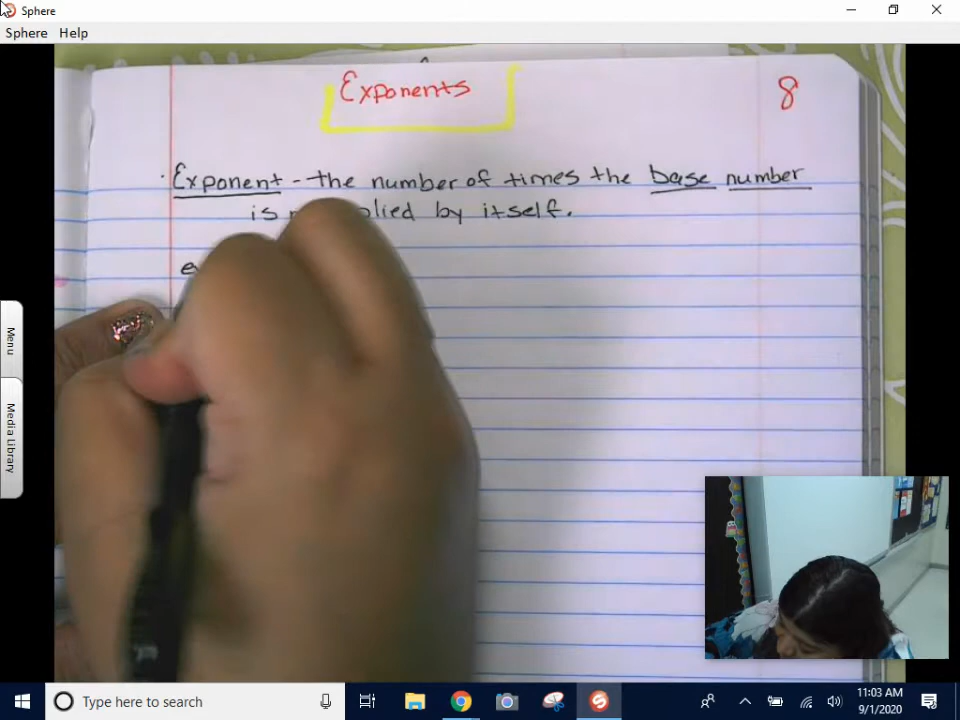 Sphere
Sphere Help
Exponents
8
Exponent - the number of times the base number
is by itself.
Menu
Media Library
Type here to search
11:03 AM
9/1/2020